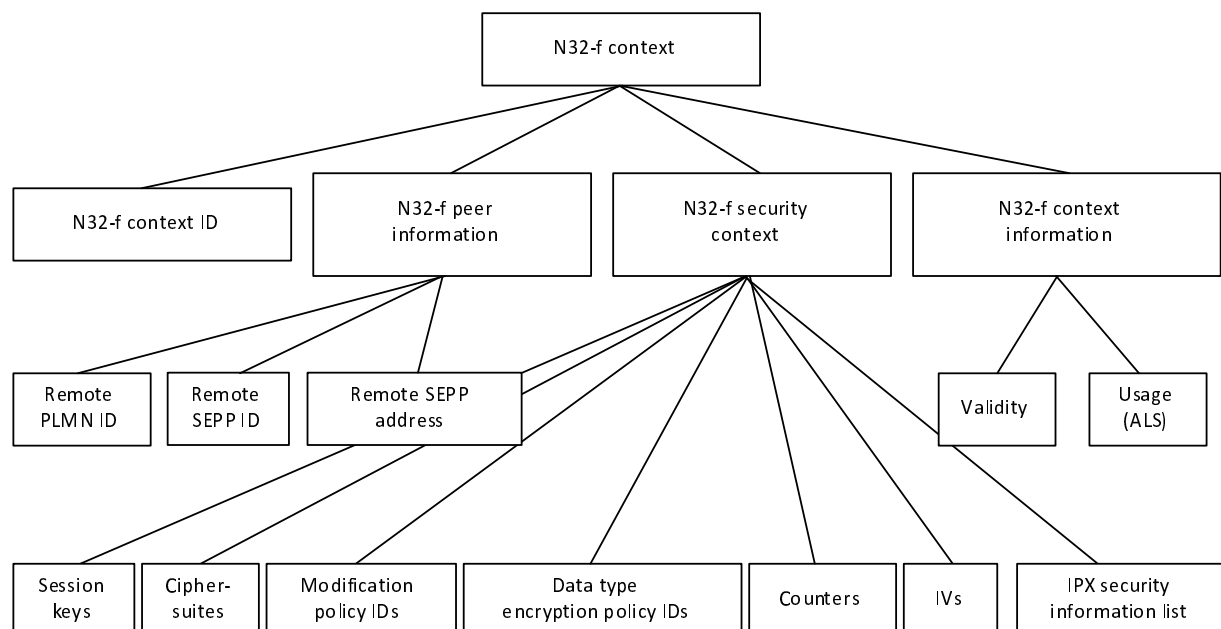 N32-f context
N32-f context ID
N32-f peer
information
N32-f security
context
N32-f context
information
Remote
PLMN ID
Remote
SEPP ID
Remote SEPP
address
Validity
Usage
(ALS)
Session
keys
Cipher-
suites
Modification
policy IDs
Data type
encryption policy IDs
Counters
IVs
IPX security
information list